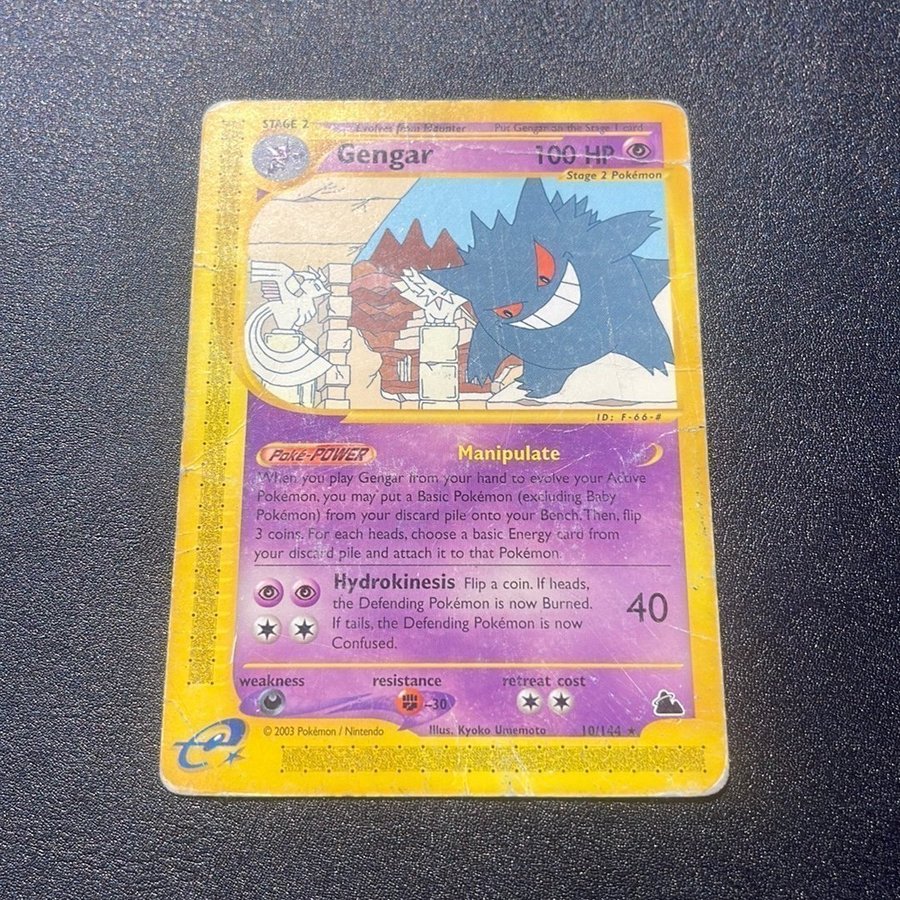 STAGE 2 Evolves from Haunter Put Gengar on the Stage 1 card
Gengar 100 HP
Stage 2 Pokémon
ID: F-66-#
Poké-POWER Manipulate
When you play Gengar from your hand to evolve your Active
Pokémon, you may put a Basic Pokémon (excluding Baby
Pokémon) from your discard pile onto your Bench. Then, flip
3 coins. For each heads, choose a basic Energy card from
your discard pile and attach it to that Pokémon.
Hydrokinesis Flip a coin. If heads,
the Defending Pokémon is now Burned.
If tails, the Defending Pokémon is now
Confused.
40
weakness resistance retreat cost
-30
© 2003 Pokémon / Nintendo Illus. Kyoko Umemoto 10/144 ★
e